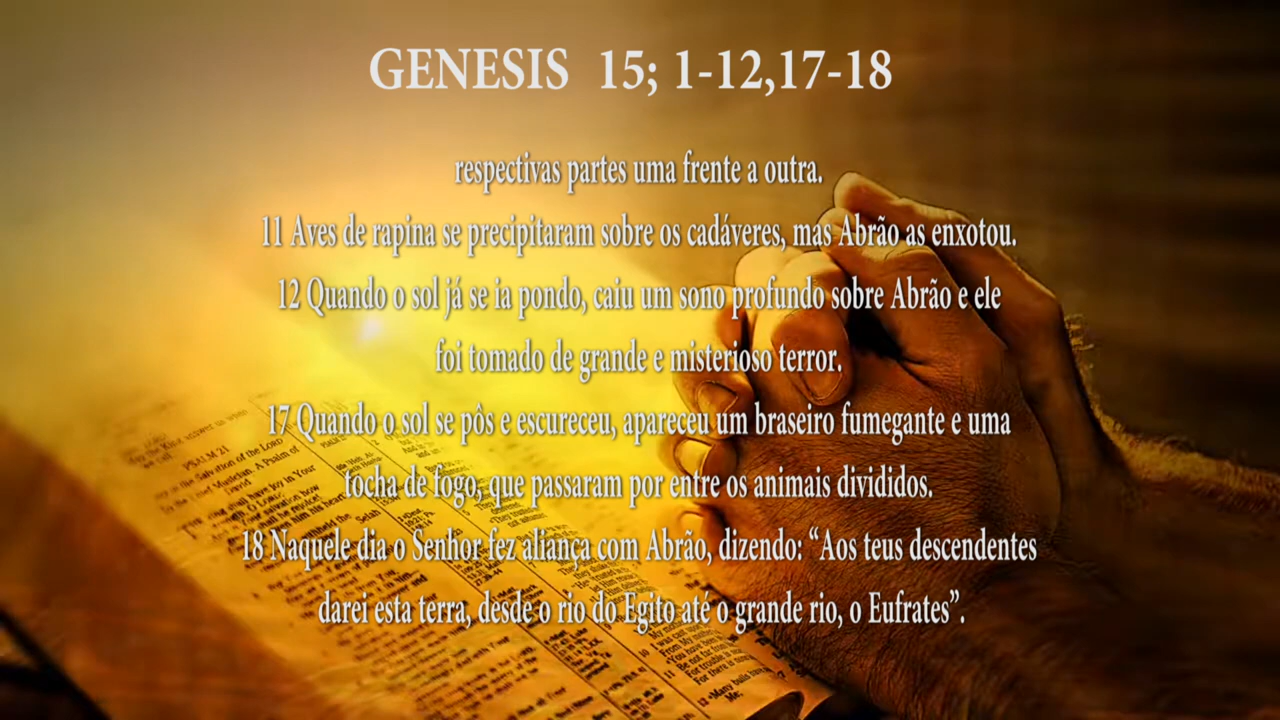 GENESIS 15; 1-12,17-18
respectivas partes uma frente a outra.
11 Aves de rapina se precipitaram sobre os cadáveres, mas Abrão as enxotou.
12 Quando o sol já se ia pondo, caiu um sono profundo sobre Abrão e ele
foi tomado de grande e misterioso terror.
17 Quando o sol se pôs e escureceu, apareceu um braseiro fumegante e uma
tocha de fogo, que passaram por entre os animais divididos.
18 Naquele dia o Senhor fez aliança com Abrão, dizendo: “Aos teus descendentes
darei esta terra, desde o rio do Egito até o grande rio, o Eufrates”.
PSALM 21